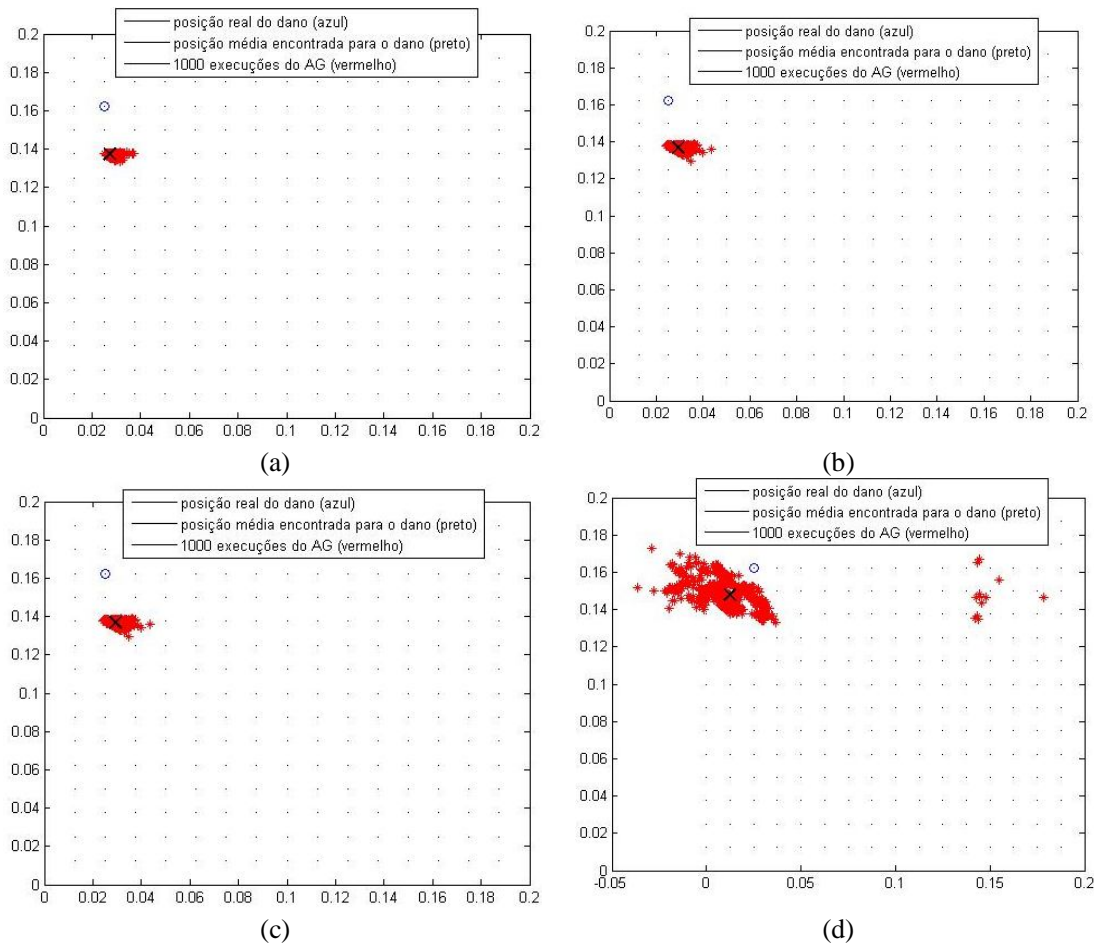 posição real do dano (azul)
posição média encontrada para o dano (preto)
1000 execuções do AG (vermelho)
0.2
0.18
0.16
0.14
0.12
0.1
0.08
0.06
0.04
0.02
0
0 0.02 0.04 0.06 0.08 0.1 0.12 0.14 0.16 0.18 0.2
(a)
posição real do dano (azul)
posição média encontrada para o dano (preto)
1000 execuções do AG (vermelho)
0.2
0.18
0.16
0.14
0.12
0.1
0.08
0.06
0.04
0.02
0
0 0.02 0.04 0.06 0.08 0.1 0.12 0.14 0.16 0.18 0.2
(b)
posição real do dano (azul)
posição média encontrada para o dano (preto)
1000 execuções do AG (vermelho)
0.2
0.18
0.16
0.14
0.12
0.1
0.08
0.06
0.04
0.02
0
0 0.02 0.04 0.06 0.08 0.1 0.12 0.14 0.16 0.18 0.2
(c)
posição real do dano (azul)
posição média encontrada para o dano (preto)
1000 execuções do AG (vermelho)
0.2
0.18
0.16
0.14
0.12
0.1
0.08
0.06
0.04
0.02
0
-0.05 0 0.05 0.1 0.15 0.2
(d)